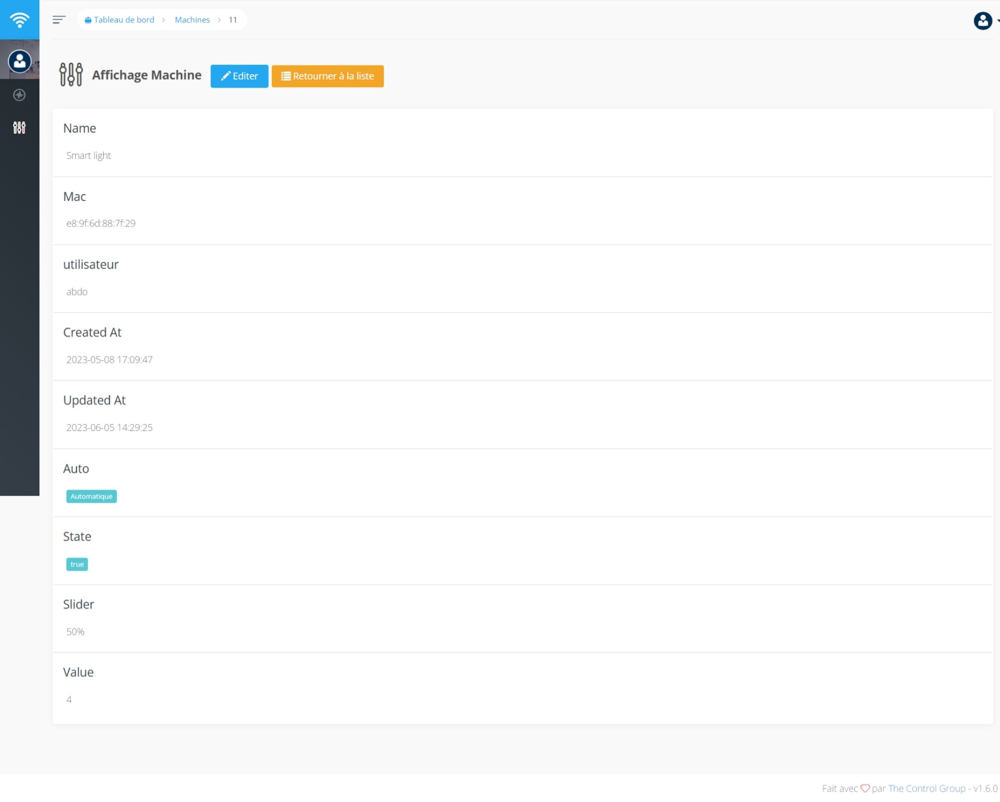 Tableau de bord > Machines > 11
Affichage Machine Editer Retourner à la liste
Name
Smart light
Mac
e8:9f:6d:88:7f:29
utilisateur
abdo
Created At
2023-05-08 17:09:47
Updated At
2023-06-05 14:29:25
Auto
Automatique
State
true
Slider
50%
Value
4
Fait avec ♡ par The Control Group - v1.6.0